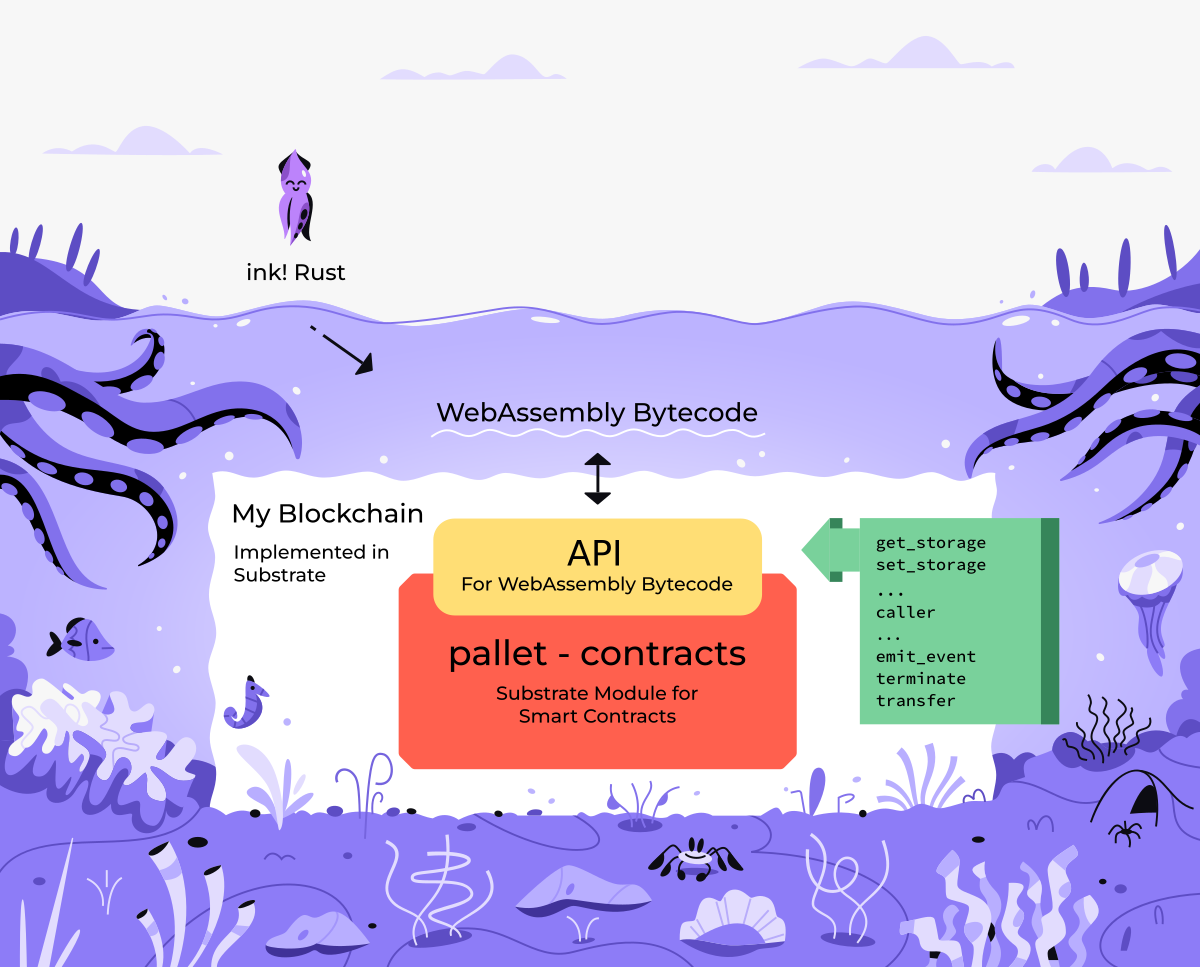 ink! Rust
WebAssembly Bytecode
My Blockchain
Implemented in
Substrate
API
For WebAssembly Bytecode
pallet - contracts
Substrate Module for
Smart Contracts
get_storage
set_storage
...
caller
...
emit_event
terminate
transfer